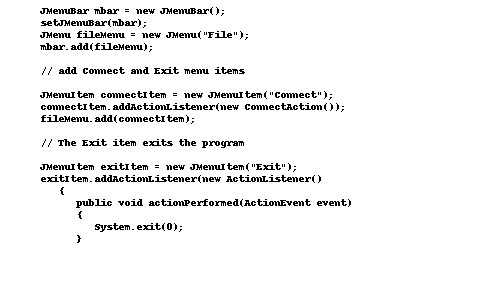 JMenuBar mbar = new JMenuBar();
setJMenuBar(mbar);
JMenu fileMenu = new JMenu("File");
mbar.add(fileMenu);
// add Connect and Exit menu items
JMenuItem connectItem = new JMenuItem("Connect");
connectItem.addActionListener(new ConnectAction());
fileMenu.add(connectItem);
// The Exit item exits the program
JMenuItem exitItem = new JMenuItem("Exit");
exitItem.addActionListener(new ActionListener()
{
public void actionPerformed(ActionEvent event)
{
System.exit(0);
}